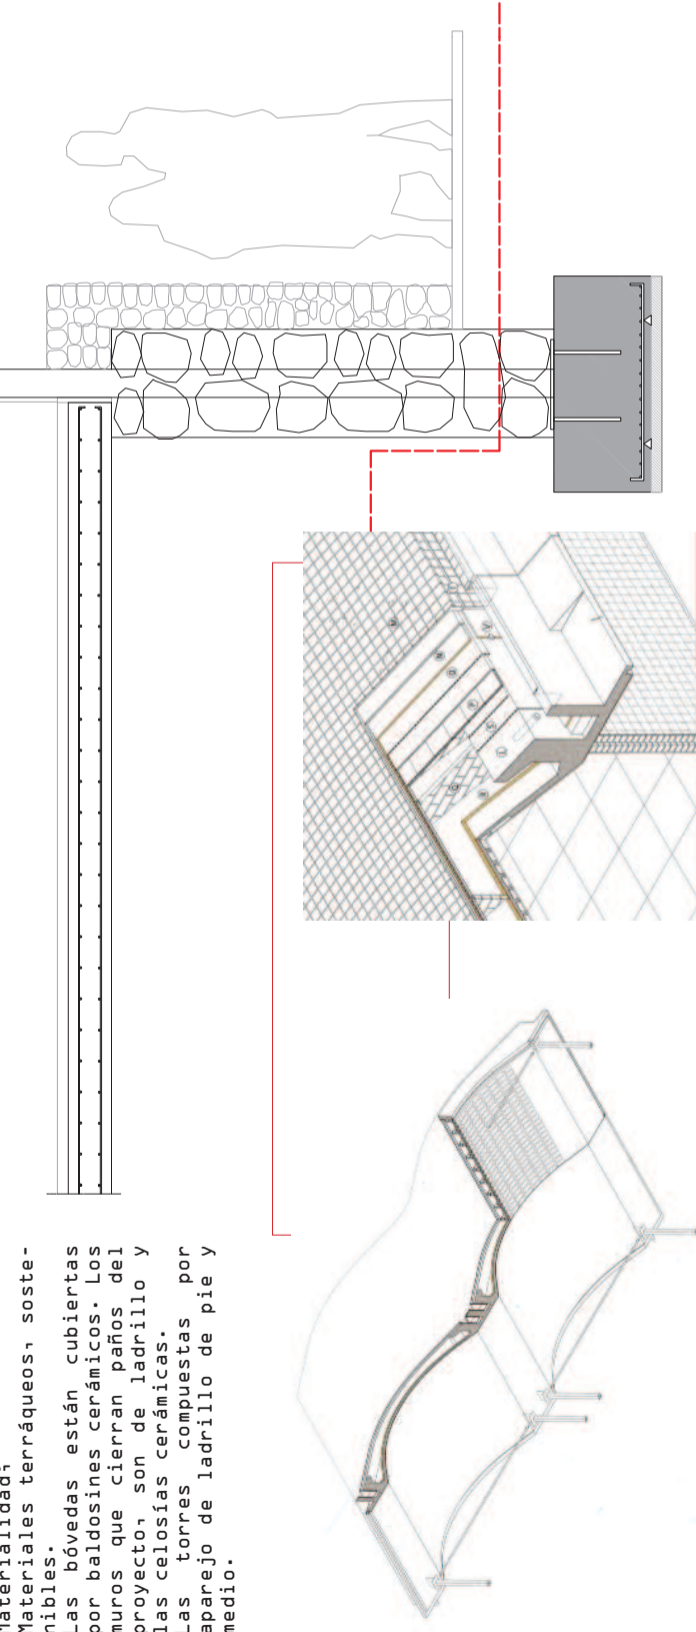 Materialidad;
Materiales terráqueos, soste-
nibles.
Las bóvedas están cubiertas
por baldosines cerámicos. Los
muros que cierran paños del
proyecto, son de ladrillo y
las celosías cerámicas.
Las torres compuestas por
aparejo de ladrillo de pie y
medio.